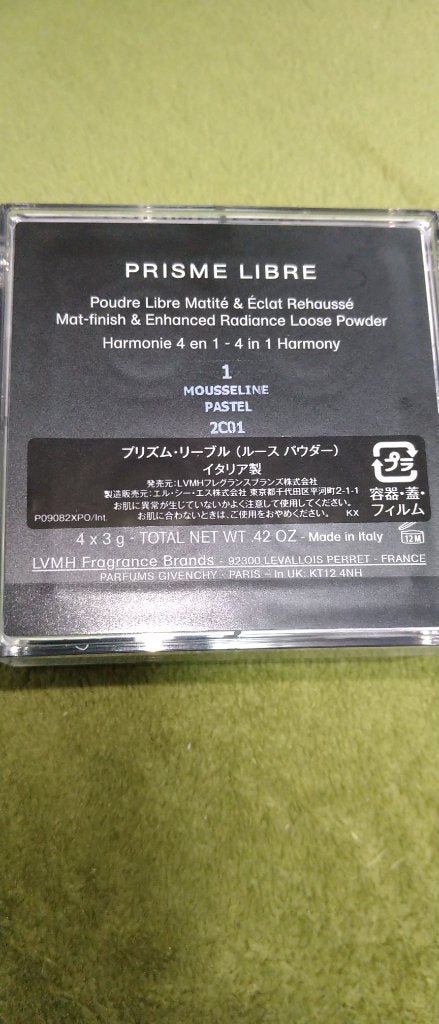 PRISME LIBRE
Poudre Libre Matité & Éclat Rehaussé
Mat-finish & Enhanced Radiance Loose Powder
Harmonie 4 en 1 - 4 in 1 Harmony
1
MOUSSELINE
PASTEL
2C01
プリズム・リーブル（ルース パウダー）
イタリア製
発売元:LVMHフレグランスブランズ株式会社
製造販売元:エル・シー・エス株式会社 東京都千代田区平河町2-1-1
お肌に異常が生じていないかよく注意して使用してください。
お肌に合わないときは、ご使用をおやめください。
KX
プラ
容器・蓋・
フィルム
P09082XPO/Int.
4 x 3 g - TOTAL NET WT .42 OZ - Made in Italy
12M
LVMH Fragrance Brands - 92300 LEVALLOIS PERRET - FRANCE
PARFUMS GIVENCHY - PARIS - In UK: KT12 4NH